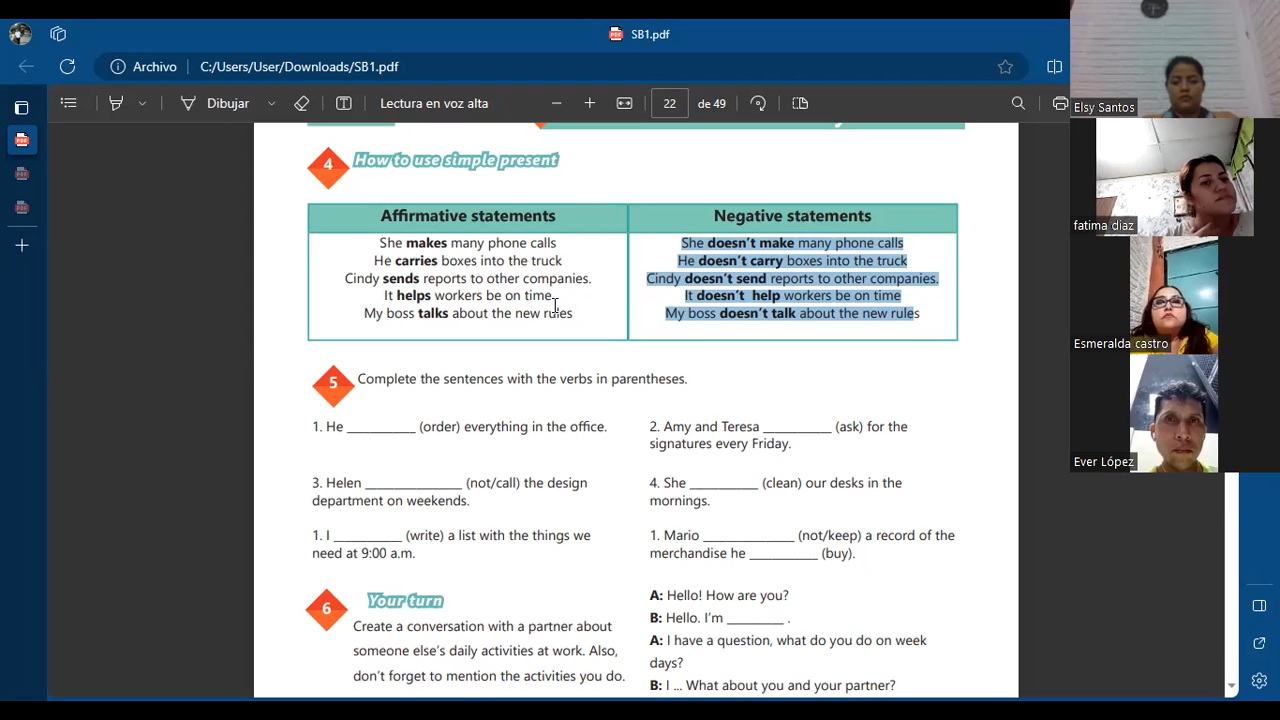 SB1.pdf
Archivo
C:/Users/User/Downloads/SB1.pdf
Dibujar
Lectura en voz alta
22
de 49
4
How to use simple present
Affirmative statements
She makes many phone calls
He carries boxes into the truck
Cindy sends reports to other companies.
It helps workers be on time
My boss talks about the new rules
Negative statements
She doesn't make many phone calls
He doesn't carry boxes into the truck
Cindy doesn't send reports to other companies.
It doesn't help workers be on time
My boss doesn't talk about the new rules
5
Complete the sentences with the verbs in parentheses.
1. He _________ (order) everything in the office.
2. Amy and Teresa _________ (ask) for the
signatures every Friday.
3. Helen _____________ (not/call) the design
department on weekends.
4. She _________ (clean) our desks in the
mornings.
1. I _________ (write) a list with the things we
need at 9:00 a.m.
1. Mario ____________ (not/keep) a record of the
merchandise he _________ (buy).
6
Your turn
Create a conversation with a partner about
someone else's daily activities at work. Also,
don't forget to mention the activities you do.
A: Hello! How are you?
B: Hello. I'm ________ .
A: I have a question, what do you do on week
days?
B: I ... What about you and your partner?
Elsy Santos
fatima diaz
Esmeralda castro
Ever López